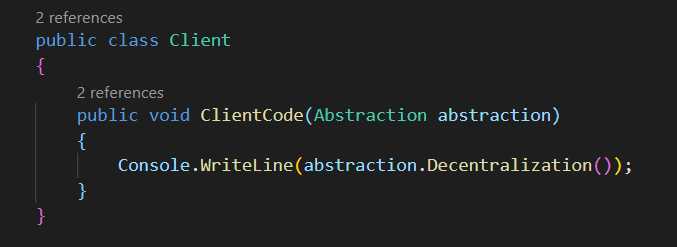 2 references
public class Client
{
2 references
public void ClientCode(Abstraction abstraction)
{
Console.WriteLine(abstraction.Decentralization());
}
}